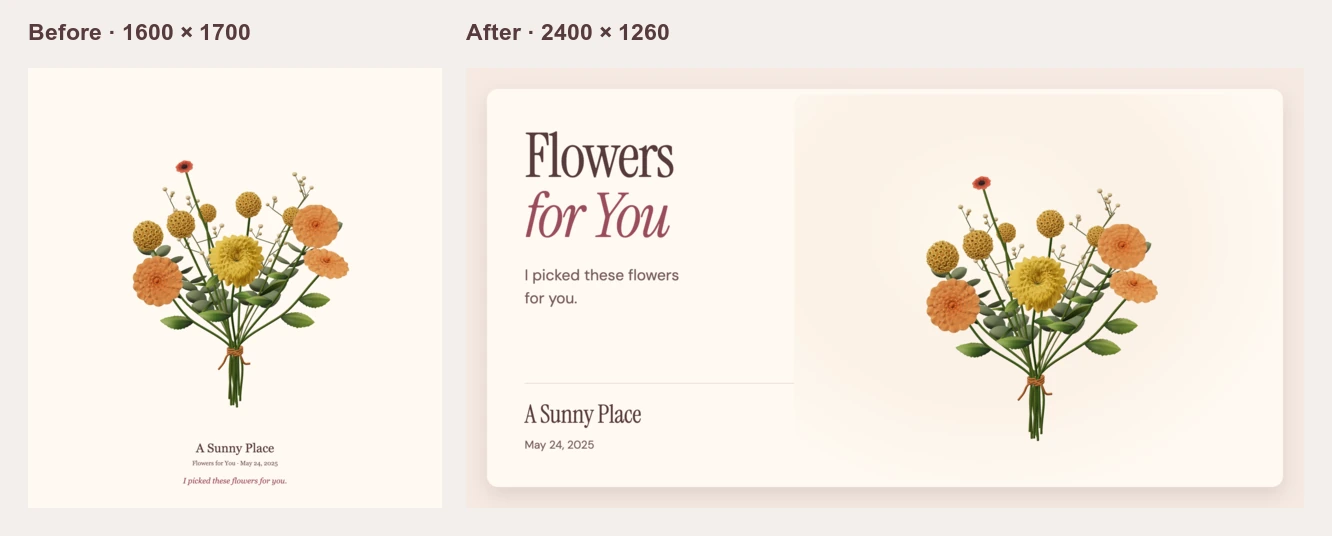 Before · 1600 × 1700
A Sunny Place
Flowers for You · May 24, 2025
I picked these flowers for you.
After · 2400 × 1260
Flowers
for You
I picked these flowers
for you.
A Sunny Place
May 24, 2025